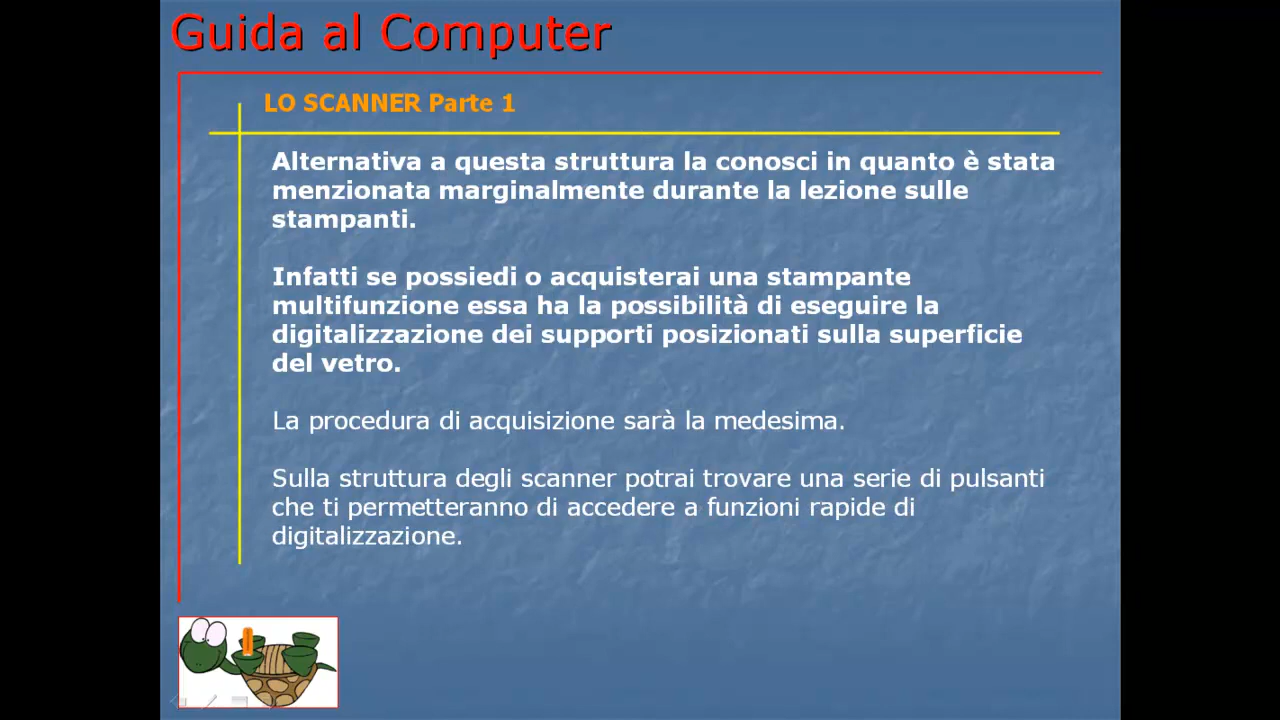 Guida al Computer
LO SCANNER Parte 1
Alternativa a questa struttura la conosci in quanto è stata
menzionata marginalmente durante la lezione sulle
stampanti.
Infatti se possiedi o acquisterai una stampante
multifunzione essa ha la possibilità di eseguire la
digitalizzazione dei supporti posizionati sulla superficie
del vetro.
La procedura di acquisizione sarà la medesima.
Sulla struttura degli scanner potrai trovare una serie di pulsanti
che ti permetteranno di accedere a funzioni rapide di
digitalizzazione.